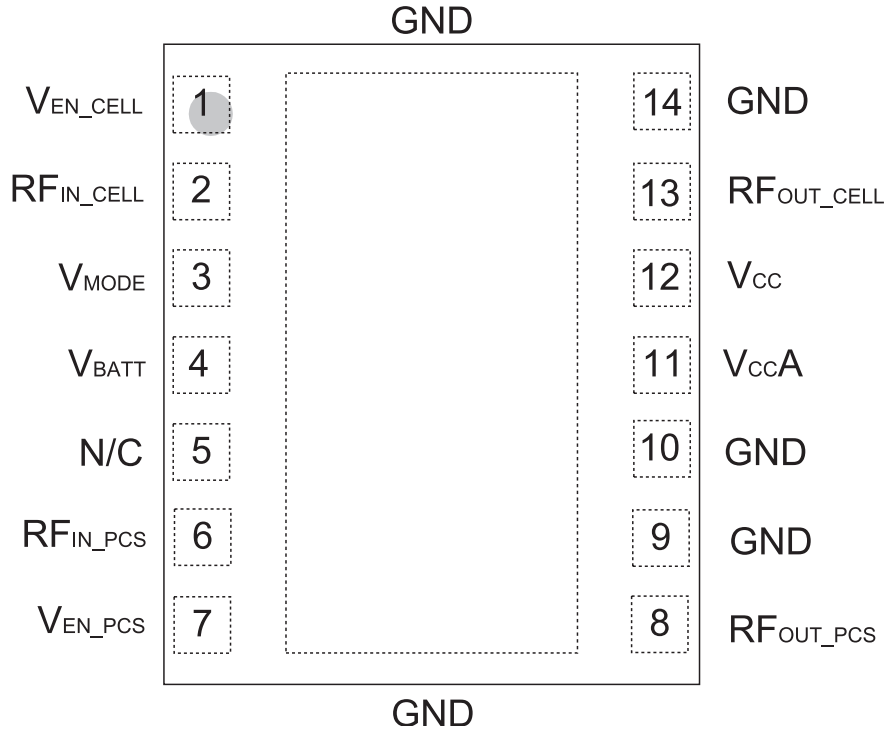 GND
VEN_CELL 1 14 GND
RFIN_CELL 2 13 RFOUT_CELL
VMODE 3 12 VCC
VBATT 4 11 VCCA
N/C 5 10 GND
RFIN_PCS 6 9 GND
VEN_PCS 7 8 RFOUT_PCS
GND